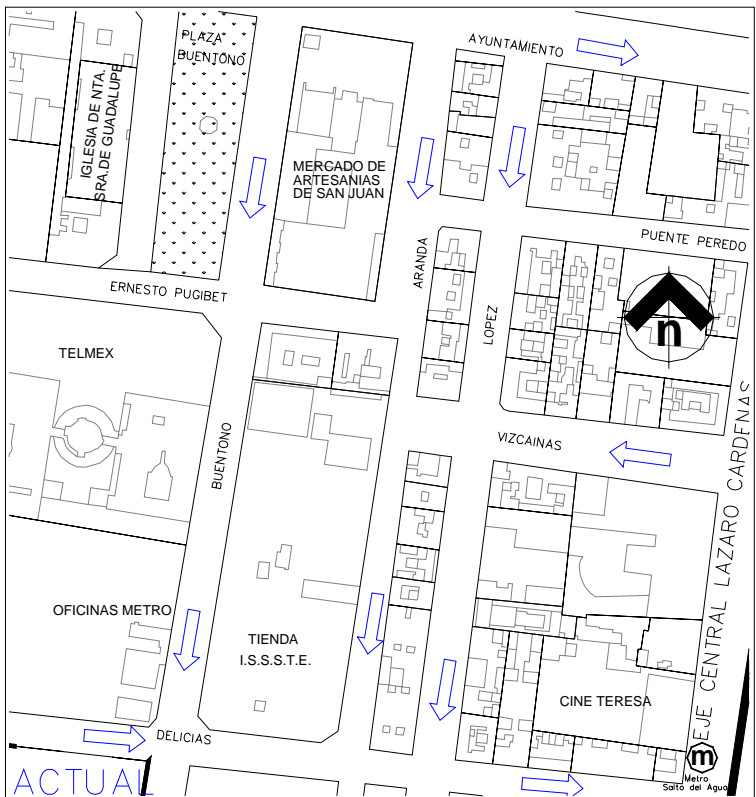 PLAZA
BUENTONO
AYUNTAMIENTO
IGLESIA DE NTA.
SRA. DE GUADALUPE
MERCADO DE
ARTESANIAS
DE SAN JUAN
PUENTE PEREDO
ARANDA
ERNESTO PUGIBET
LOPEZ
n
TELMEX
VIZCAINAS
BUENTONO
EJE CENTRAL LAZARO CARDENAS
OFICINAS METRO
TIENDA
I.S.S.S.T.E.
CINE TERESA
DELICIAS
m
Metro
Salto del Agua
ACTUAL